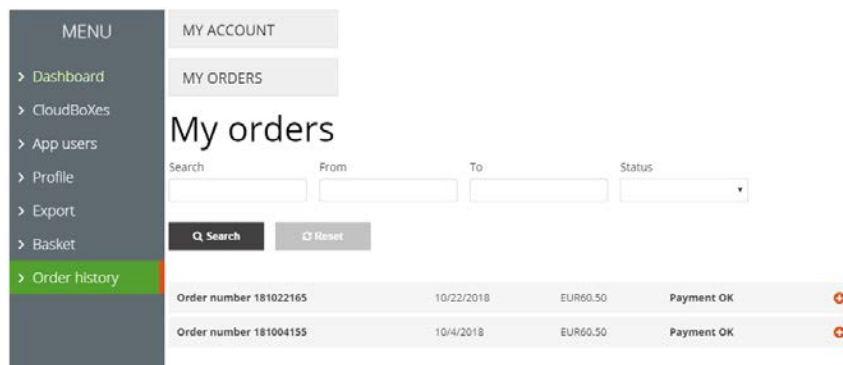 MENU
Dashboard
CloudBoXes
App users
Profile
Export
Basket
Order history
MY ACCOUNT
MY ORDERS
My orders
Search From To Status
Search Reset
Order number 181022165 10/22/2018 EUR60.50 Payment OK
Order number 181004155 10/4/2018 EUR60.50 Payment OK